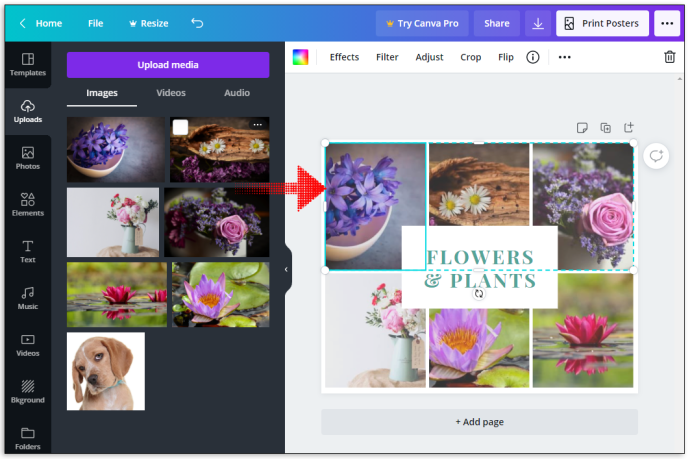 Home File Resize Try Canva Pro Share Print Posters
Templates
Uploads
Photos
Elements
Text
Music
Videos
Bkground
Folders
Upload media
Images Videos Audio
Effects Filter Adjust Crop Flip
FLOWERS
& PLANTS
+ Add page